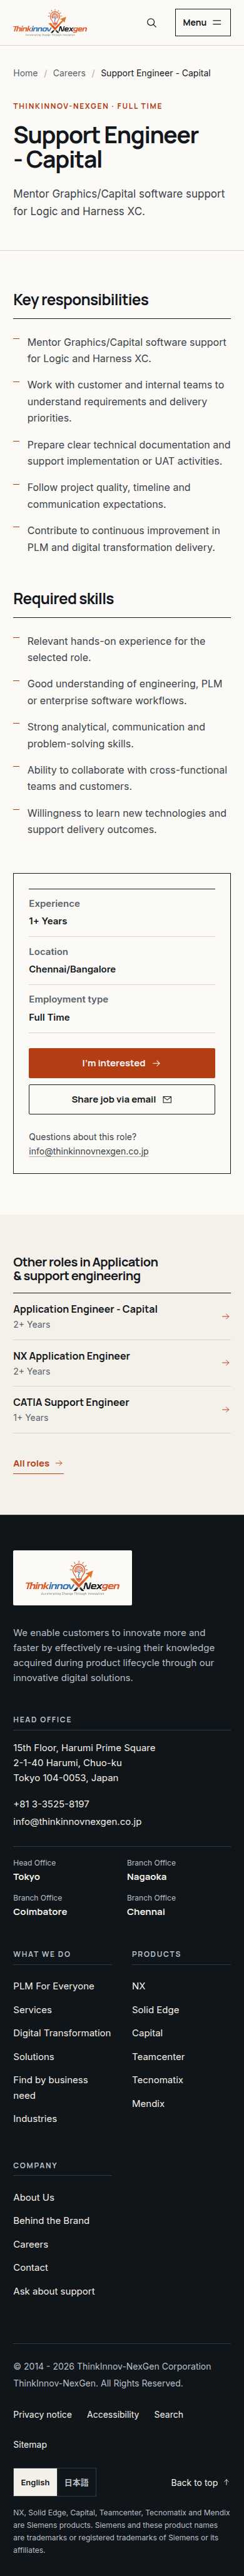 ThinkinnovXNexgen
Menu
Home / Careers / Support Engineer - Capital
THINKINNOV-NEXGEN · FULL TIME
Support Engineer
- Capital
Mentor Graphics/Capital software support
for Logic and Harness XC.
Key responsibilities
Mentor Graphics/Capital software support
for Logic and Harness XC.
Work with customer and internal teams to
understand requirements and delivery
priorities.
Prepare clear technical documentation and
support implementation or UAT activities.
Follow project quality, timeline and
communication expectations.
Contribute to continuous improvement in
PLM and digital transformation delivery.
Required skills
Relevant hands-on experience for the
selected role.
Good understanding of engineering, PLM
or enterprise software workflows.
Strong analytical, communication and
problem-solving skills.
Ability to collaborate with cross-functional
teams and customers.
Willingness to learn new technologies and
support delivery outcomes.
Experience
1+ Years
Location
Chennai/Bangalore
Employment type
Full Time
I'm interested →
Share job via email
Questions about this role?
info@thinkinnovnexgen.co.jp
Other roles in Application
& support engineering
Application Engineer - Capital
2+ Years
→
NX Application Engineer
2+ Years
→
CATIA Support Engineer
1+ Years
→
All roles →
ThinkinnovXNexgen
We enable customers to innovate more and
faster by effectively re-using their knowledge
acquired during product lifecycle through our
innovative digital solutions.
HEAD OFFICE
15th Floor, Harumi Prime Square
2-1-40 Harumi, Chuo-ku
Tokyo 104-0053, Japan
+81 3-3525-8197
info@thinkinnovnexgen.co.jp
Head Office
Tokyo
Branch Office
Nagaoka
Branch Office
Coimbatore
Branch Office
Chennai
WHAT WE DO
PLM For Everyone
Services
Digital Transformation
Solutions
Find by business
need
Industries
PRODUCTS
NX
Solid Edge
Capital
Teamcenter
Tecnomatix
Mendix
COMPANY
About Us
Behind the Brand
Careers
Contact
Ask about support
© 2014 - 2026 ThinkInnov-NexGen Corporation
ThinkInnov-NexGen. All Rights Reserved.
Privacy notice Accessibility Search
Sitemap
English 日本語
Back to top ↑
NX, Solid Edge, Capital, Teamcenter, Tecnomatix and Mendix
are Siemens products. Siemens and these product names
are trademarks or registered trademarks of Siemens or its
affiliates.